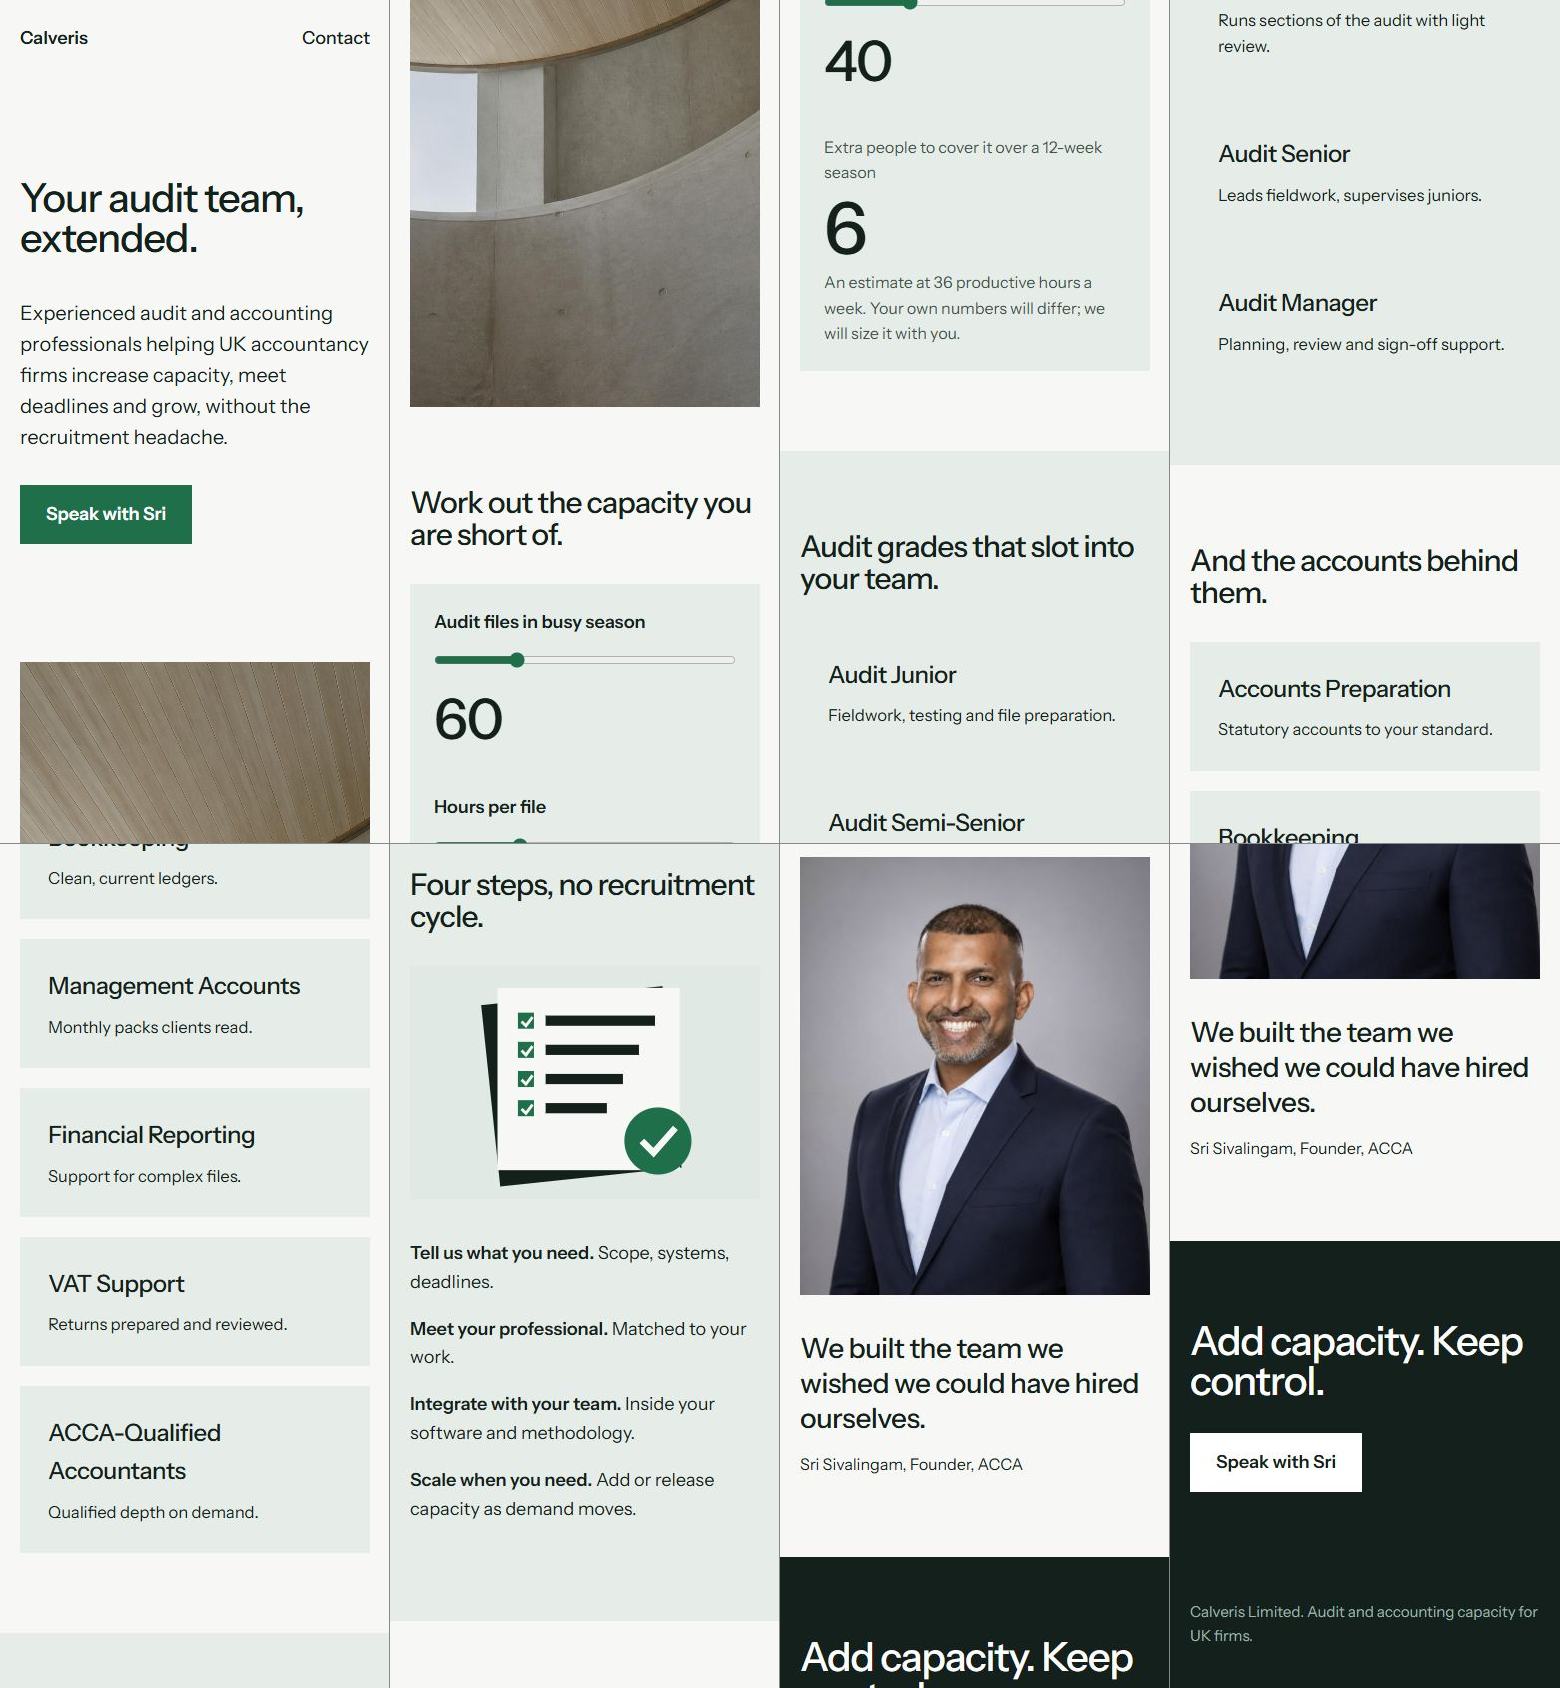 Calveris
Contact
Your audit team,
extended.
Experienced audit and accounting
professionals helping UK accountancy
firms increase capacity, meet
deadlines and grow, without the
recruitment headache.
Speak with Sri
Work out the capacity you
are short of.
Audit files in busy season
60
Hours per file
40
Extra people to cover it over a 12-week
season
6
An estimate at 36 productive hours a
week. Your own numbers will differ; we
will size it with you.
Audit grades that slot into
your team.
Audit Junior
Fieldwork, testing and file preparation.
Audit Semi-Senior
Runs sections of the audit with light
review.
Audit Senior
Leads fieldwork, supervises juniors.
Audit Manager
Planning, review and sign-off support.
And the accounts behind
them.
Accounts Preparation
Statutory accounts to your standard.
Bookkeeping
Bookkeeping
Clean, current ledgers.
Management Accounts
Monthly packs clients read.
Financial Reporting
Support for complex files.
VAT Support
Returns prepared and reviewed.
ACCA-Qualified
Accountants
Qualified depth on demand.
Four steps, no recruitment
cycle.
Tell us what you need. Scope, systems,
deadlines.
Meet your professional. Matched to your
work.
Integrate with your team. Inside your
software and methodology.
Scale when you need. Add or release
capacity as demand moves.
We built the team we
wished we could have hired
ourselves.
Sri Sivalingam, Founder, ACCA
Add capacity. Keep
We built the team we
wished we could have hired
ourselves.
Sri Sivalingam, Founder, ACCA
Add capacity. Keep
control.
Speak with Sri
Calveris Limited. Audit and accounting capacity for
UK firms.